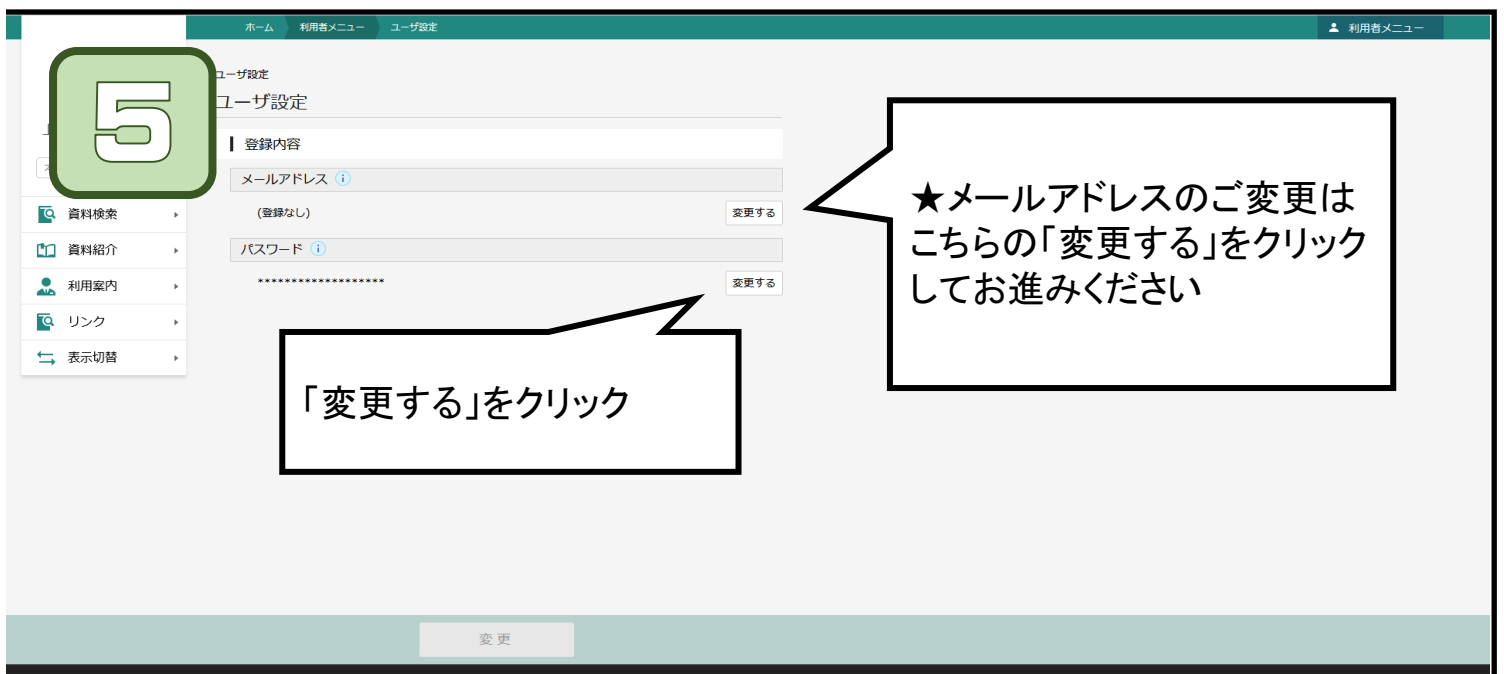 ホーム 利用者メニュー ユーザ設定
利用者メニュー
5
ユーザ設定
ユーザ設定
登録内容
メールアドレス
(登録なし) 変更する
パスワード
******************* 変更する
資料検索
資料紹介
利用案内
リンク
表示切替
★メールアドレスのご変更は
こちらの「変更する」をクリック
してお進みください
「変更する」をクリック
変更